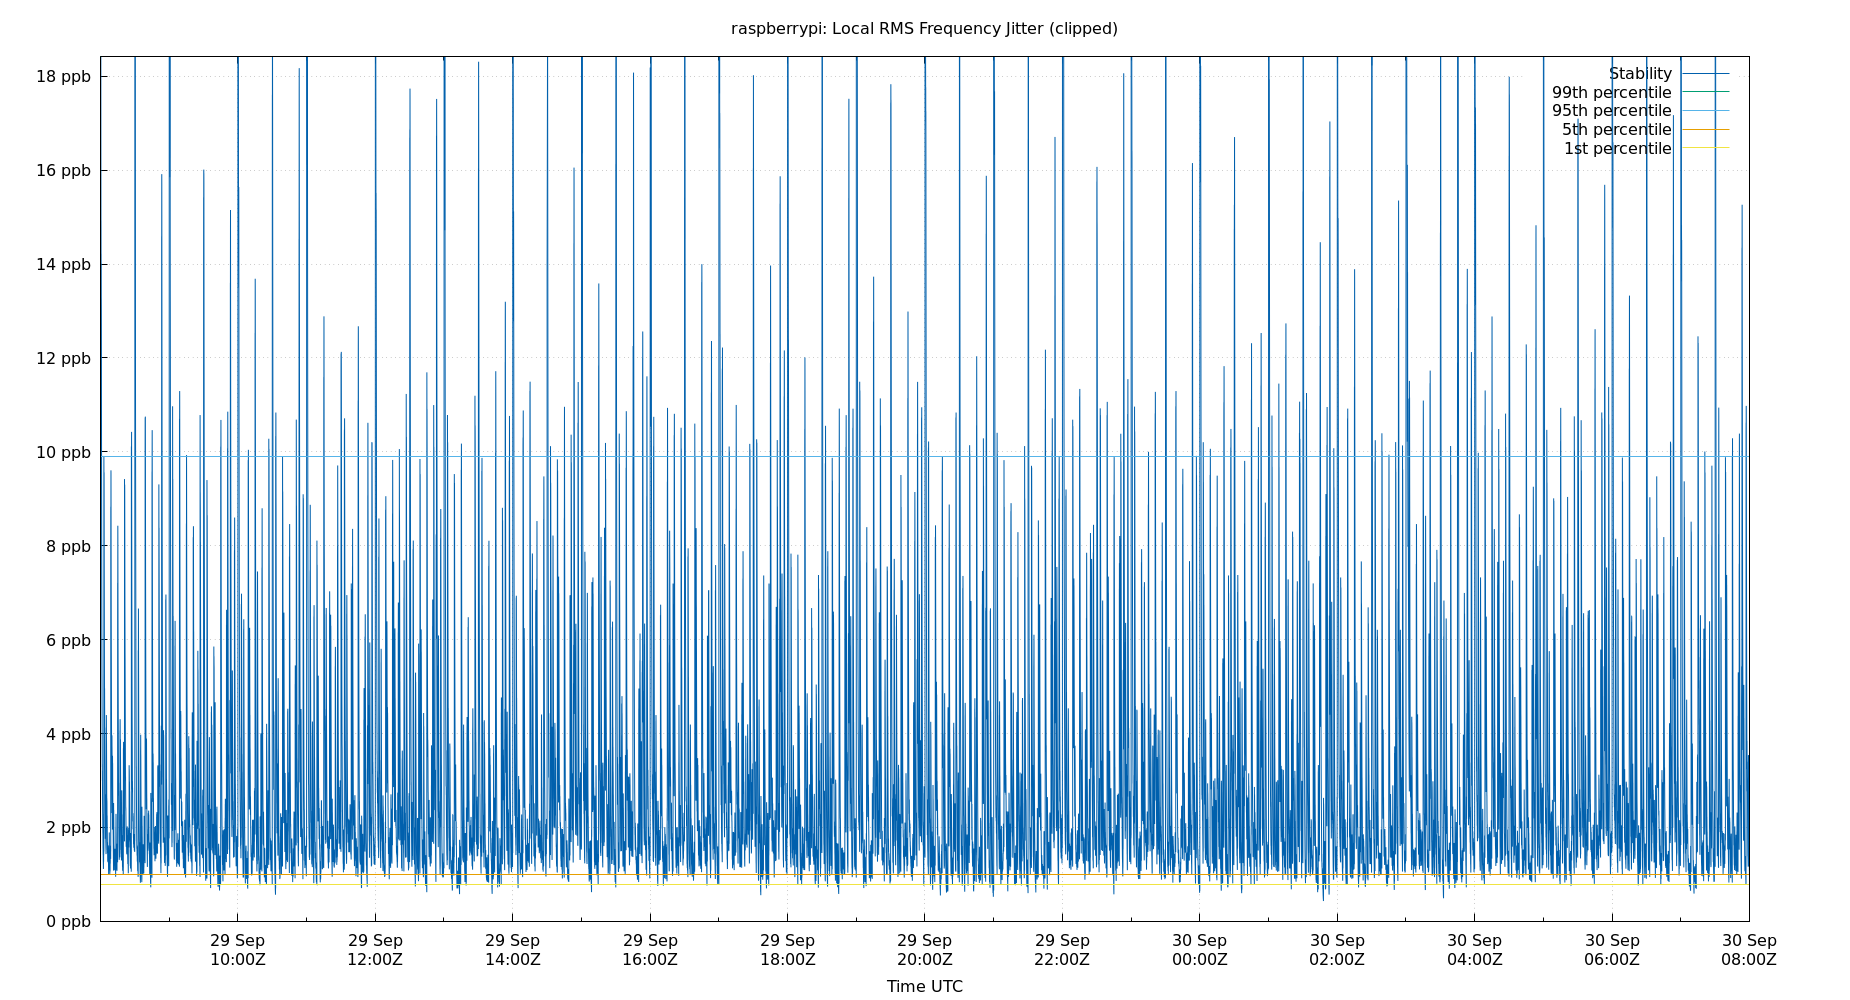 raspberrypi: Local RMS Frequency Jitter (clipped)
Stability
99th percentile
95th percentile
5th percentile
1st percentile
18 ppb
16 ppb
14 ppb
12 ppb
10 ppb
8 ppb
6 ppb
4 ppb
2 ppb
0 ppb
29 Sep 29 Sep 29 Sep 29 Sep 29 Sep 29 Sep 29 Sep 30 Sep 30 Sep 30 Sep 30 Sep 30 Sep
10:00Z 12:00Z 14:00Z 16:00Z 18:00Z 20:00Z 22:00Z 00:00Z 02:00Z 04:00Z 06:00Z 08:00Z
Time UTC